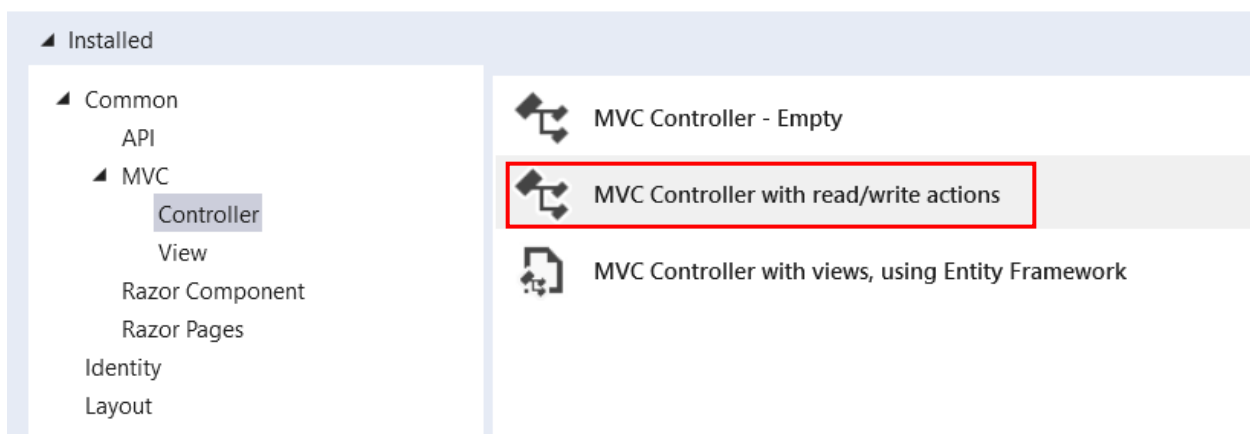 Installed
Common
API
MVC
Controller
View
Razor Component
Razor Pages
Identity
Layout
MVC Controller - Empty
MVC Controller with read/write actions
MVC Controller with views, using Entity Framework